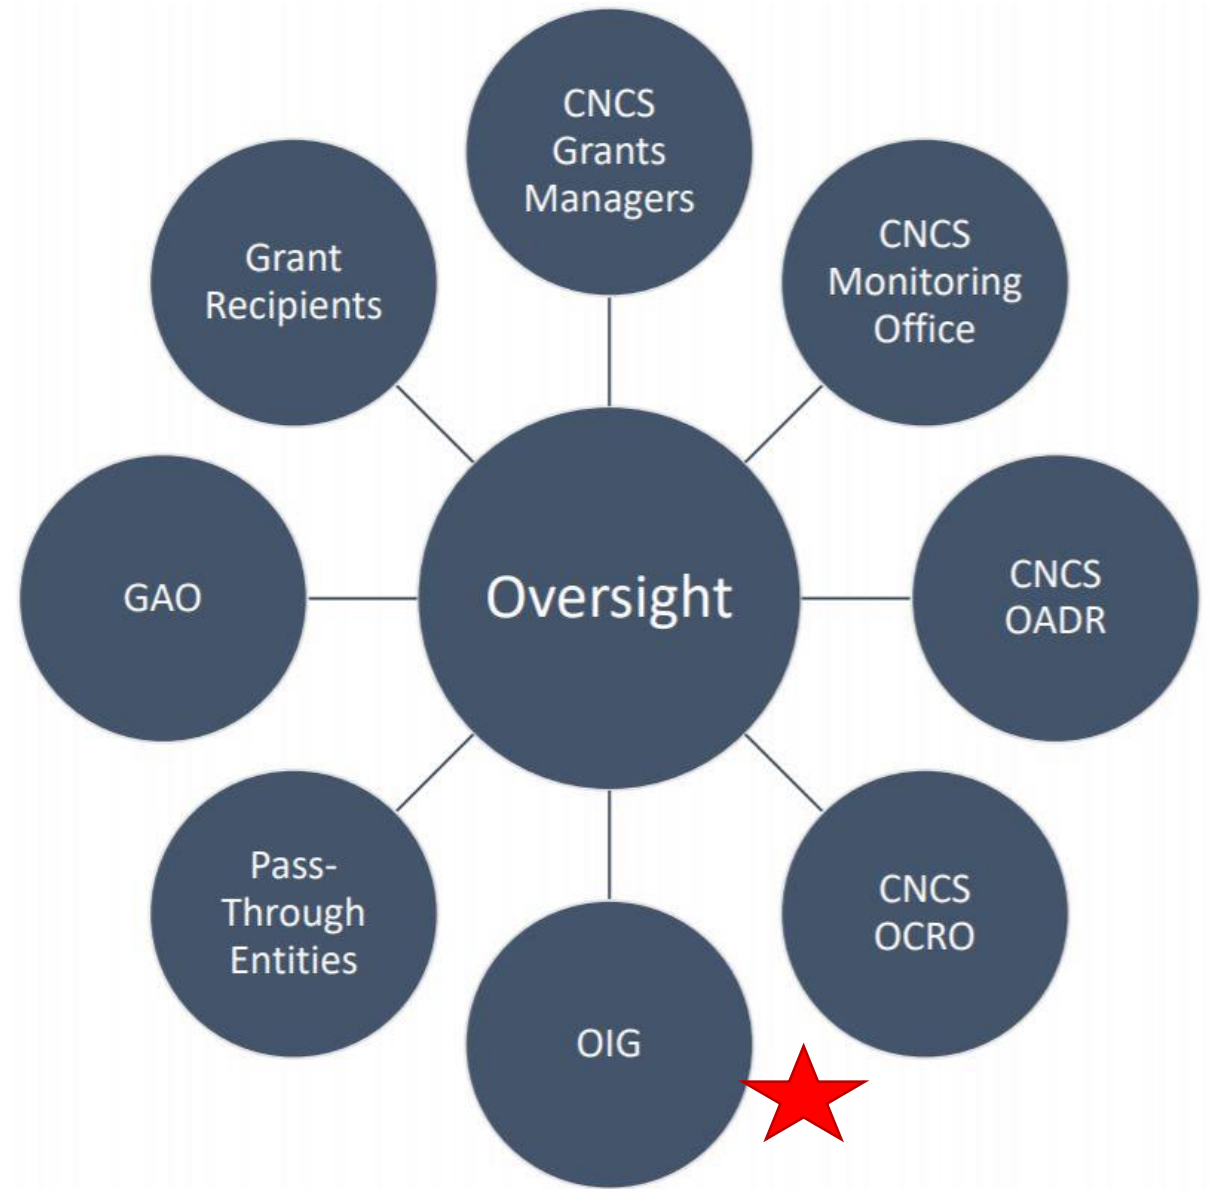 CNCS
Grants
Managers
CNCS
Monitoring
Office
CNCS
OADR
CNCS
OCRO
OIG
Pass-
Through
Entities
GAO
Grant
Recipients
Oversight